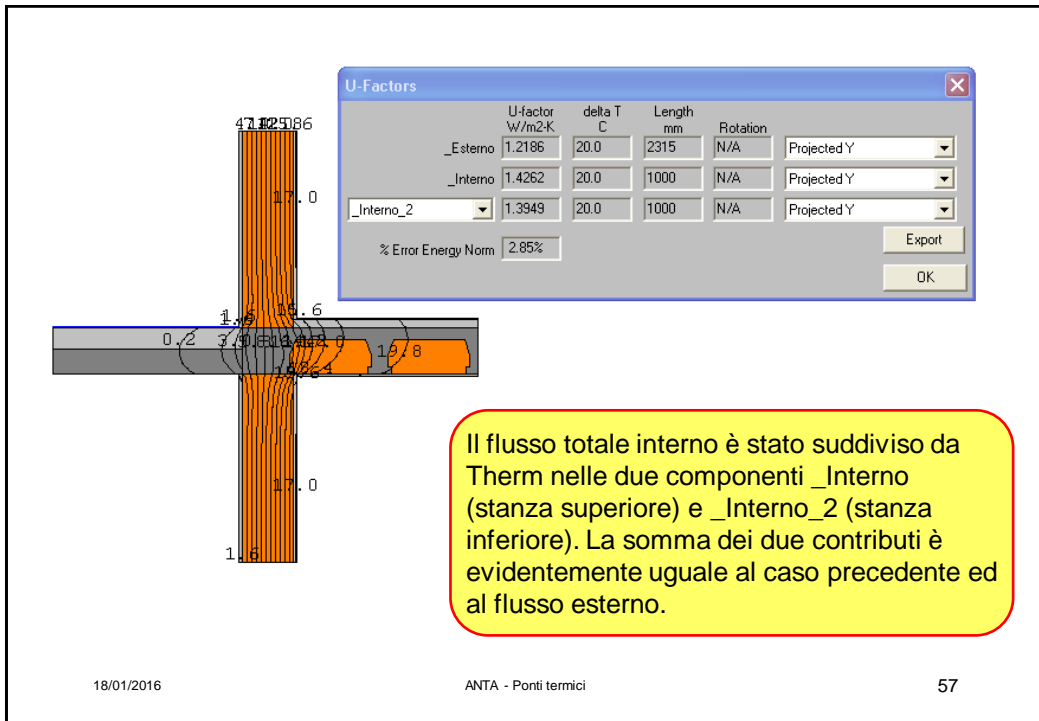 U-Factors
U-factor delta T Length
W/m2-K C mm Rotation
_Esterno 1.2186 20.0 2315 N/A Projected Y
_Interno 1.4262 20.0 1000 N/A Projected Y
_Interno_2 1.3949 20.0 1000 N/A Projected Y
% Error Energy Norm 2.85%
Export
OK
17.0
15.6
0.2
19.8
17.0
1.6
Il flusso totale interno è stato suddiviso da
Therm nelle due componenti _Interno
(stanza superiore) e _Interno_2 (stanza
inferiore). La somma dei due contributi è
evidentemente uguale al caso precedente ed
al flusso esterno.
18/01/2016 ANTA - Ponti termici 57